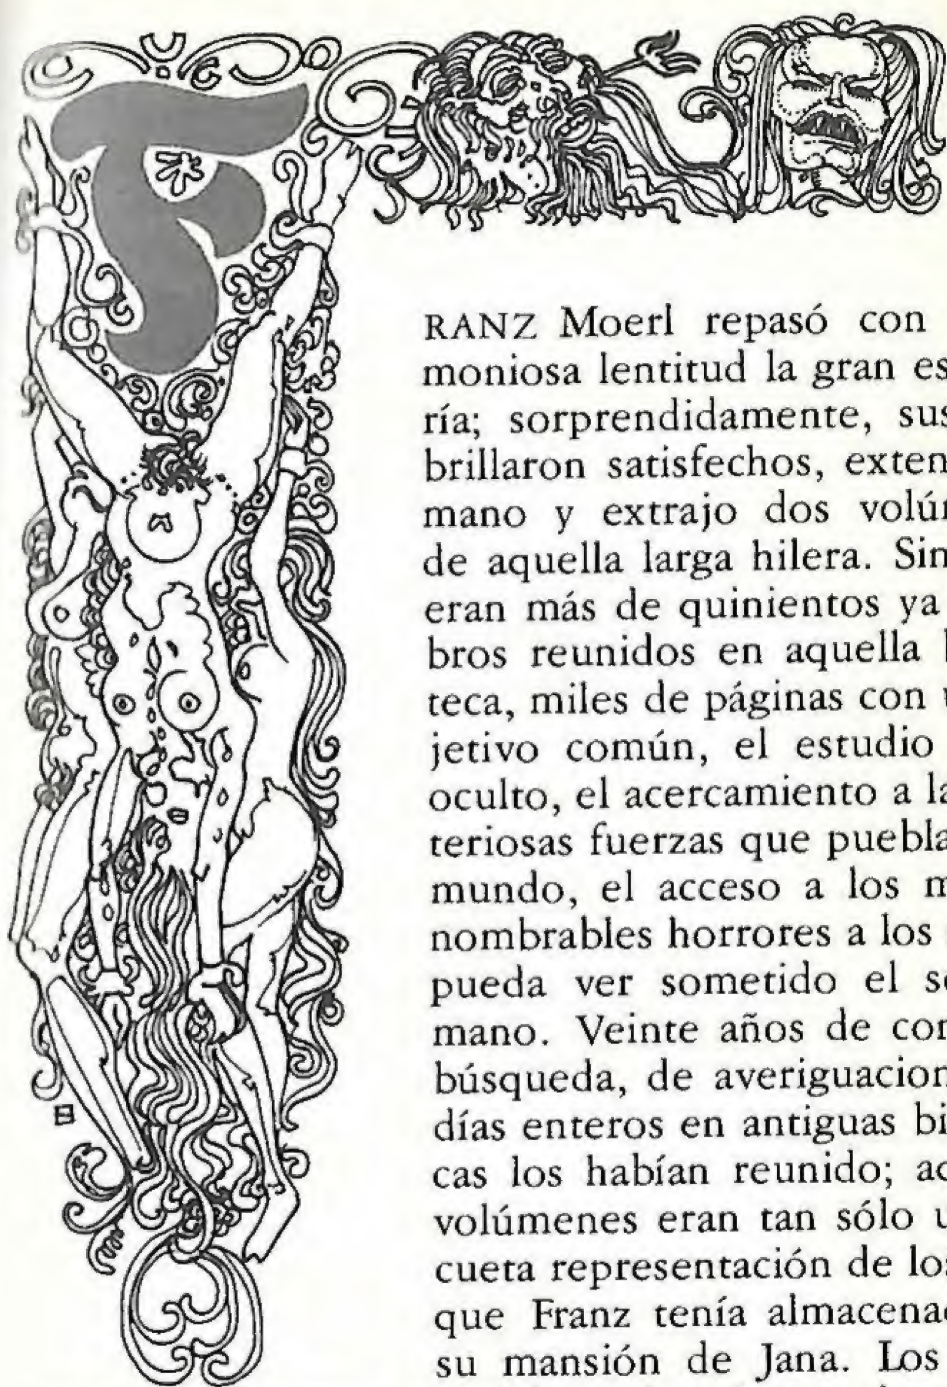 F
RANZ Moerl repasó con
moniosa lentitud la gran es
ría; sorprendidamente, sus
brillaron satisfechos, exten
mano y extrajo dos volú
de aquella larga hilera. Sin
eran más de quinientos ya
bros reunidos en aquella
teca, miles de páginas con
jetivo común, el estudio
oculto, el acercamiento a la
teriosas fuerzas que puebla
mundo, el acceso a los
nombrables horrores a los
pueda ver sometido el s
mano. Veinte años de con
búsqueda, de averiguacion
días enteros en antiguas bi
cas los habían reunido; ac
volúmenes eran tan sólo u
cueta representación de lo
que Franz tenía almacena
su mansión de Jana. Los